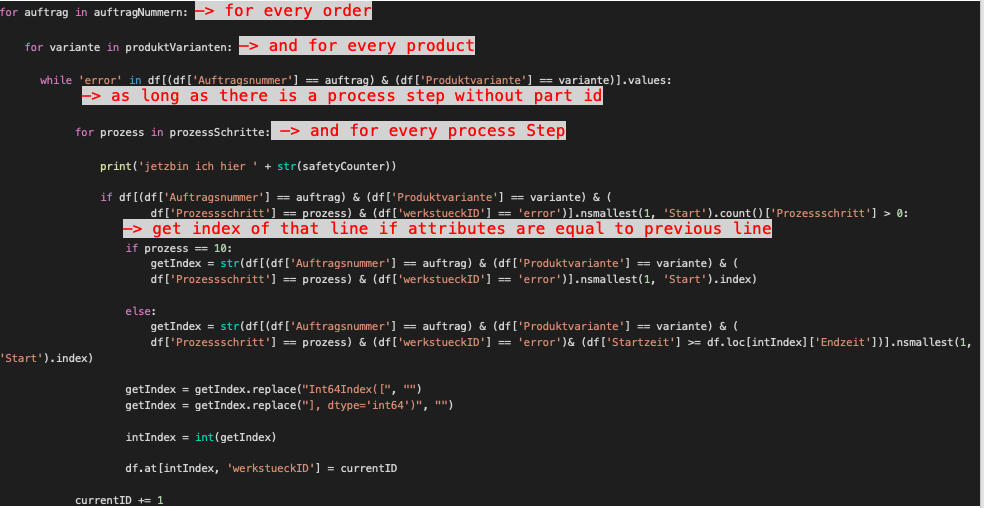 for auftrag in auftragNummern: —> for every order
for variante in produktVarianten: —> and for every product
while 'error' in df[(df['Auftragsnummer'] == auftrag) & (df['Produktvariante'] == variante)].values:
—> as long as there is a process step without part id
for prozess in prozessSchritte: —> and for every process Step
print('jetzbin ich hier ' + str(safetyCounter))
if df[(df['Auftragsnummer'] == auftrag) & (df['Produktvariante'] == variante) & (
df['Prozessschritt'] == prozess) & (df['werkstueckID'] == 'error')].nsmallest(1, 'Start').count()['Prozessschritt'] > 0:
—> get index of that line if attributes are equal to previous line
if prozess == 10:
getIndex = str(df[(df['Auftragsnummer'] == auftrag) & (df['Produktvariante'] == variante) & (
df['Prozessschritt'] == prozess) & (df['werkstueckID'] == 'error')].nsmallest(1, 'Start').index)
else:
getIndex = str(df[(df['Auftragsnummer'] == auftrag) & (df['Produktvariante'] == variante) & (
df['Prozessschritt'] == prozess) & (df['werkstueckID'] == 'error')& (df['Startzeit'] >= df.loc[intIndex]['Endzeit'])].nsmallest(1,
'Start').index)
getIndex = getIndex.replace("Int64Index([", "")
getIndex = getIndex.replace("], dtype='int64')", "")
intIndex = int(getIndex)
df.at[intIndex, 'werkstueckID'] = currentID
currentID += 1